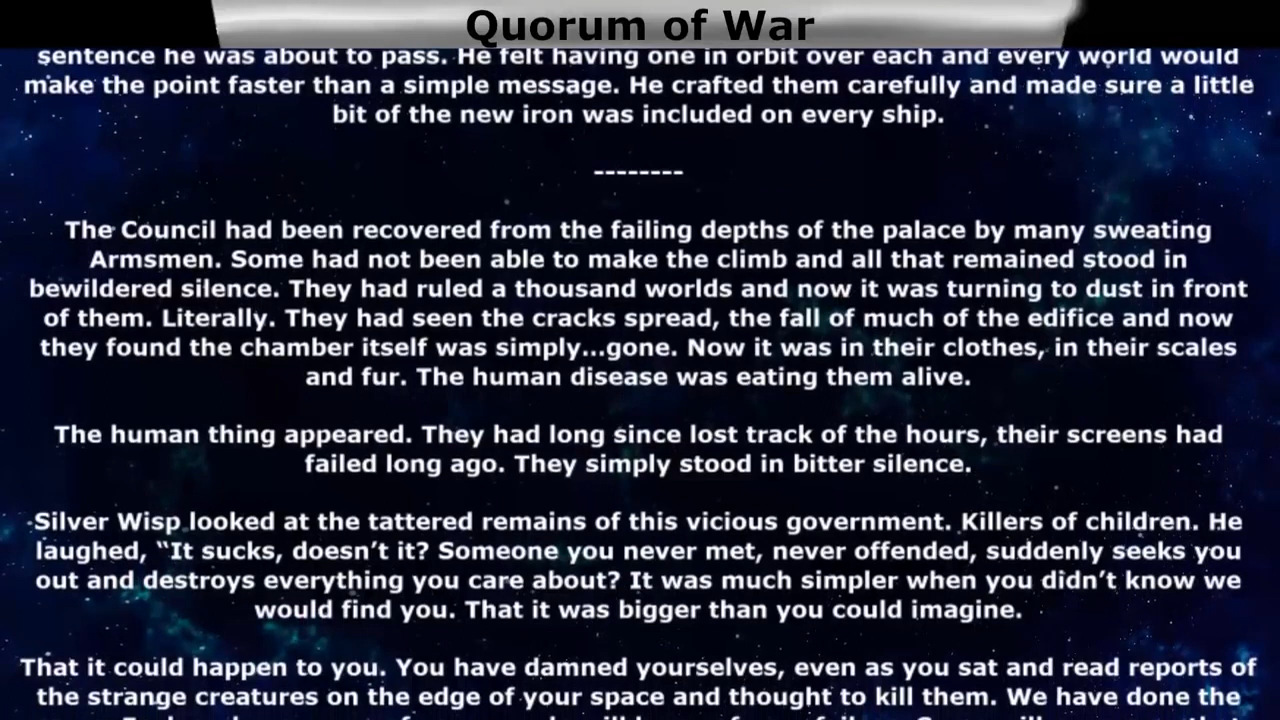 Quorum of War
sentence he was about to pass. He felt having one in orbit over each and every world would
make the point faster than a simple message. He crafted them carefully and made sure a little
bit of the new iron was included on every ship.
--------
The Council had been recovered from the failing depths of the palace by many sweating
Armsmen. Some had not been able to make the climb and all that remained stood in
bewildered silence. They had ruled a thousand worlds and now it was turning to dust in front
of them. Literally. They had seen the cracks spread, the fall of much of the edifice and now
they found the chamber itself was simply...gone. Now it was in their clothes, in their scales
and fur. The human disease was eating them alive.
The human thing appeared. They had long since lost track of the hours, their screens had
failed long ago. They simply stood in bitter silence.
Silver Wisp looked at the tattered remains of this vicious government. Killers of children. He
laughed, “It sucks, doesn’t it? Someone you never met, never offended, suddenly seeks you
out and destroys everything you care about? It was much simpler when you didn’t know we
would find you. That it was bigger than you could imagine.
That it could happen to you. You have damned yourselves, even as you sat and read reports of
the strange creatures on the edge of your space and thought to kill them. We have done the